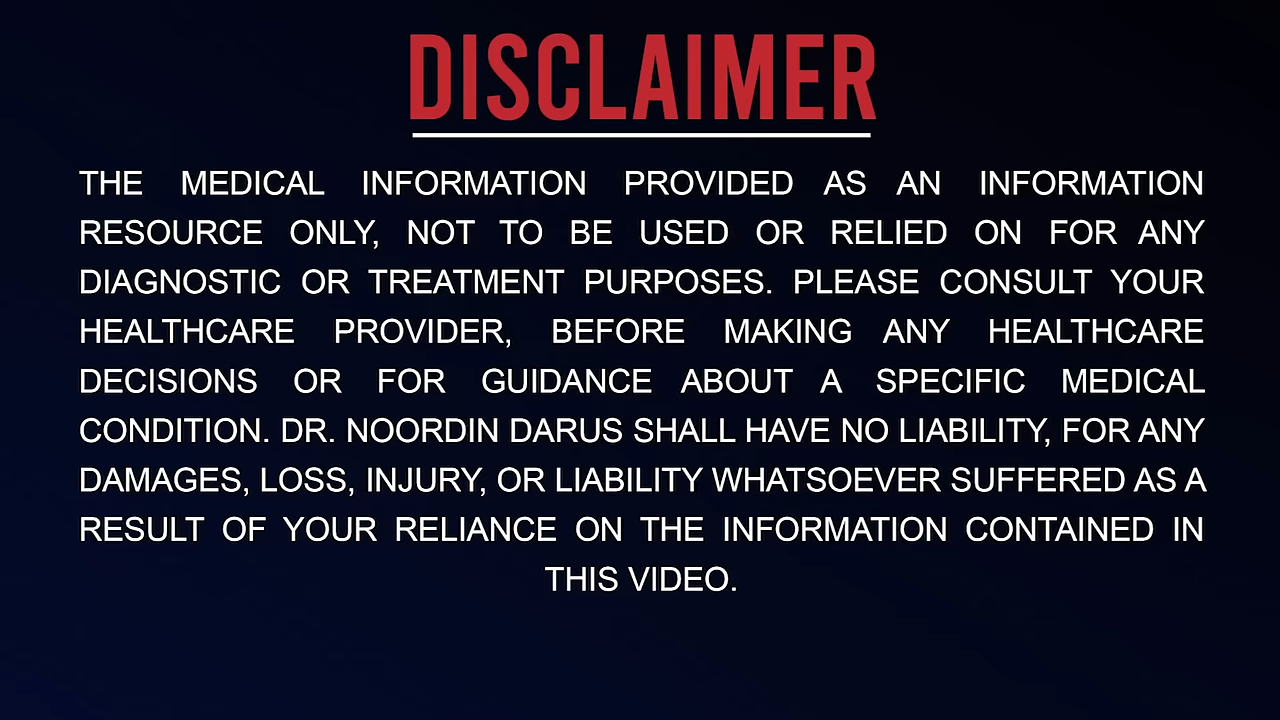 DISCLAIMER
THE MEDICAL INFORMATION PROVIDED AS AN INFORMATION
RESOURCE ONLY, NOT TO BE USED OR RELIED ON FOR ANY
DIAGNOSTIC OR TREATMENT PURPOSES. PLEASE CONSULT YOUR
HEALTHCARE PROVIDER, BEFORE MAKING ANY HEALTHCARE
DECISIONS OR FOR GUIDANCE ABOUT A SPECIFIC MEDICAL
CONDITION. DR. NOORDIN DARUS SHALL HAVE NO LIABILITY, FOR ANY
DAMAGES, LOSS, INJURY, OR LIABILITY WHATSOEVER SUFFERED AS A
RESULT OF YOUR RELIANCE ON THE INFORMATION CONTAINED IN
THIS VIDEO.